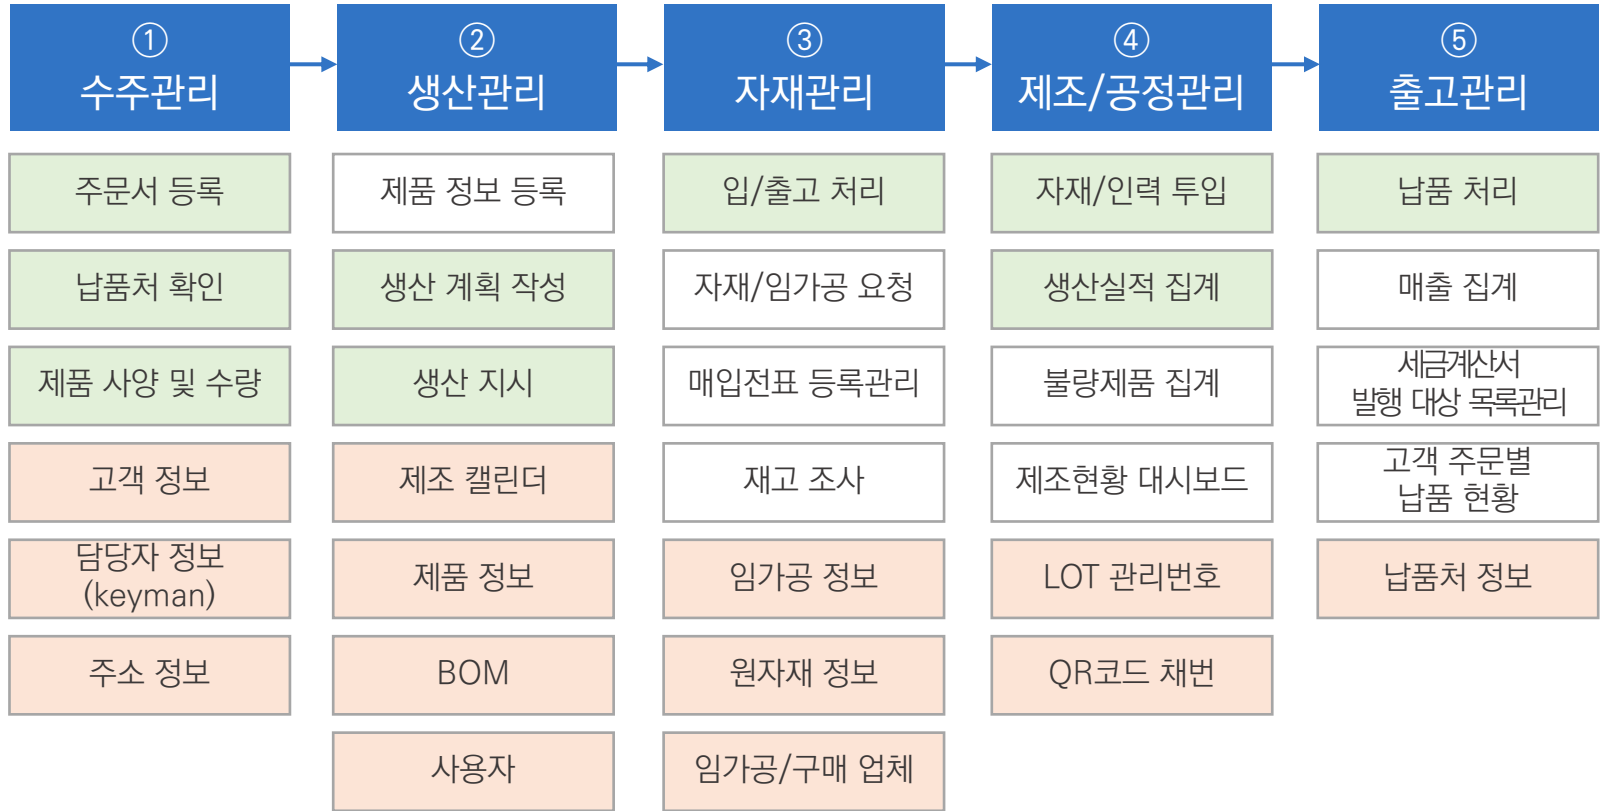 ①
수주관리
②
생산관리
③
자재관리
④
제조/공정관리
⑤
출고관리
주문서 등록
제품 정보 등록
입/출고 처리
자재/인력 투입
납품 처리
납품처 확인
생산 계획 작성
자재/임가공 요청
생산실적 집계
매출 집계
제품 사양 및 수량
생산 지시
매입전표 등록관리
불량제품 집계
세금계산서
발행 대상 목록관리
고객 정보
제조 캘린더
재고 조사
제조현황 대시보드
고객 주문별
납품 현황
담당자 정보
(keyman)
제품 정보
임가공 정보
LOT 관리번호
납품처 정보
주소 정보
BOM
원자재 정보
QR코드 채번
사용자
임가공/구매 업체